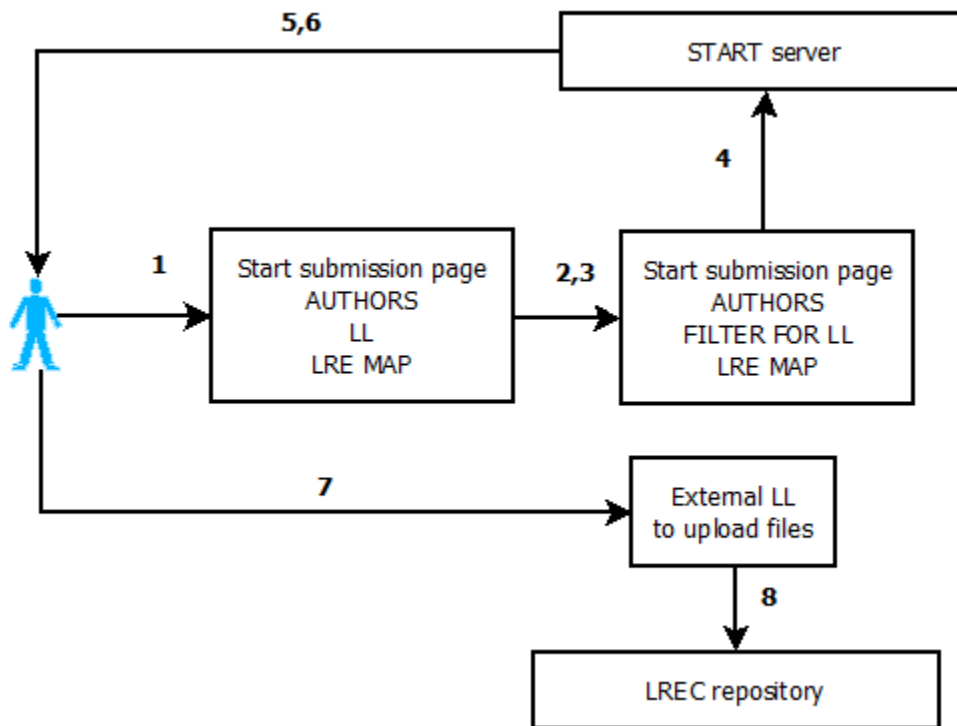 5,6
START server
4
1
Start submission page
AUTHORS
LL
LRE MAP
2,3
Start submission page
AUTHORS
FILTER FOR LL
LRE MAP
7
External LL
to upload files
8
LREC repository